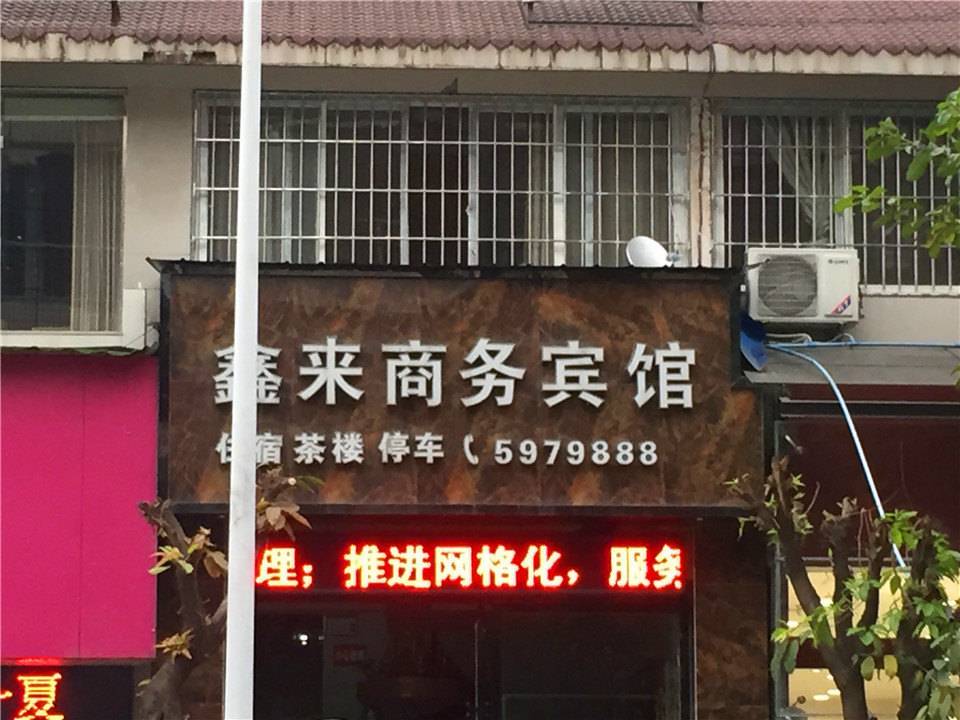 鑫来商务宾馆
住宿 茶楼 停车 5979888
理；推进网格化，服务
夏